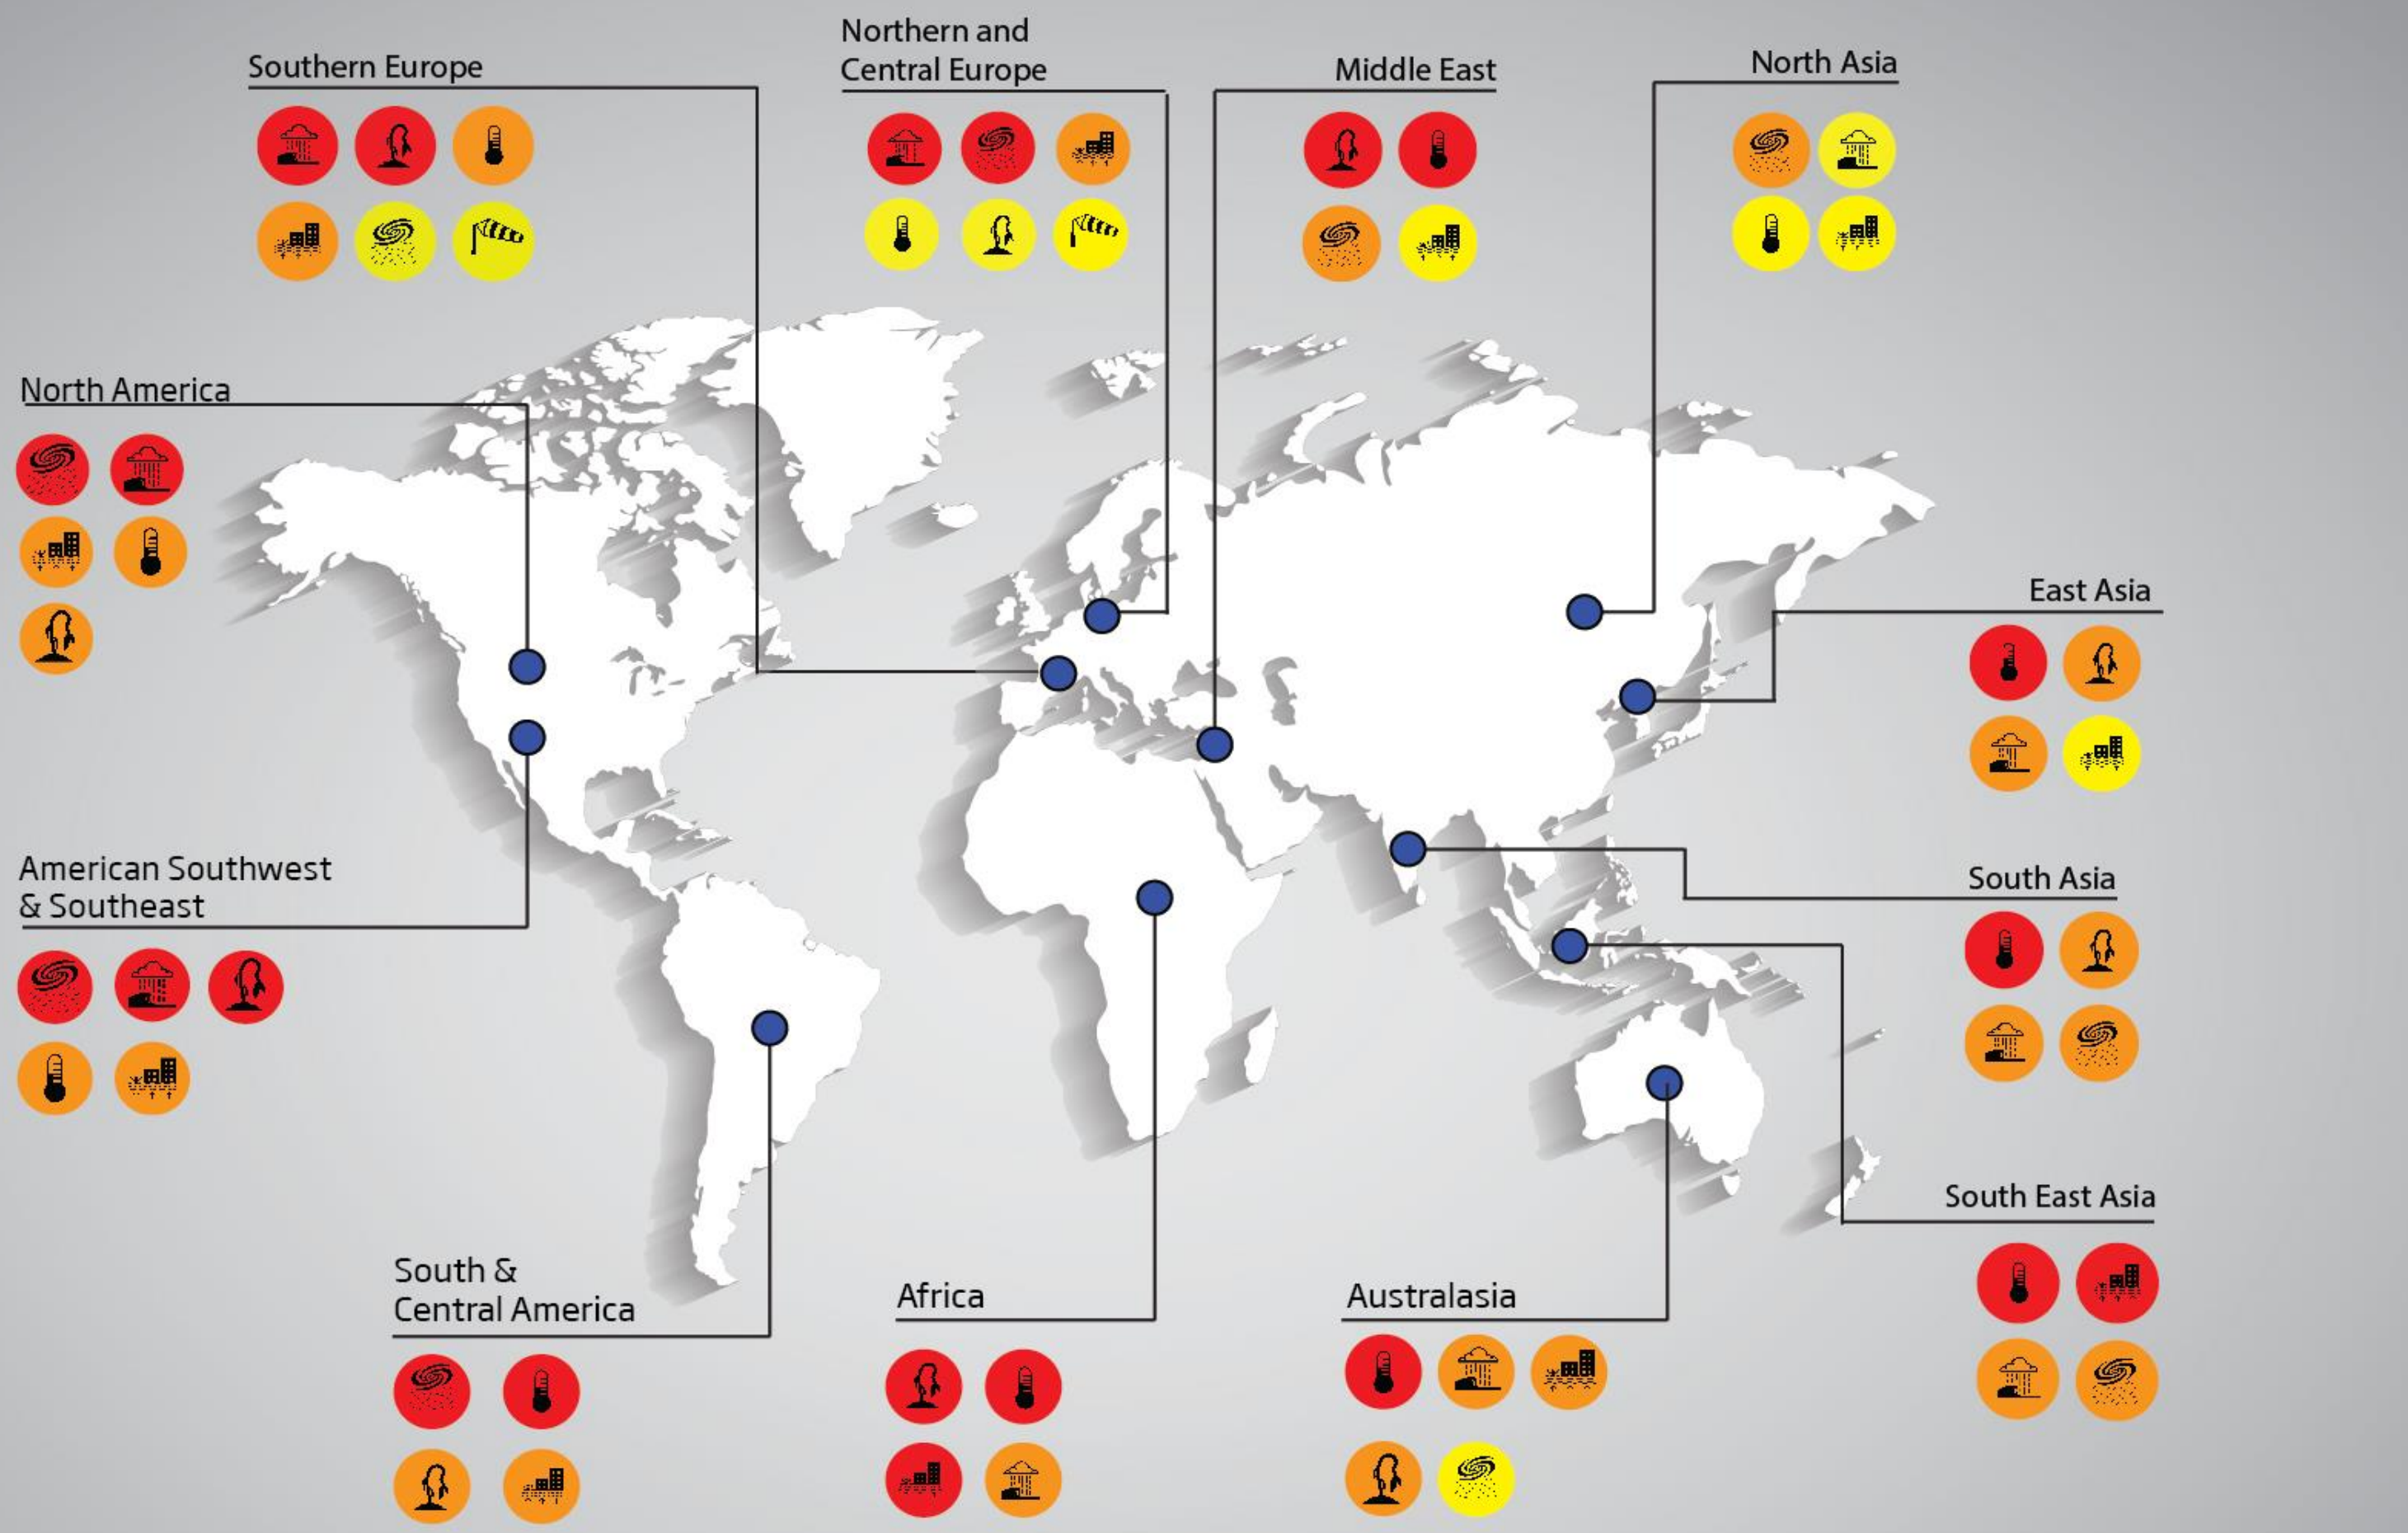 Southern Europe
Northern and
Central Europe
Middle East
North Asia
North America
East Asia
American Southwest
& Southeast
South Asia
South East Asia
South &
Central America
Africa
Australasia